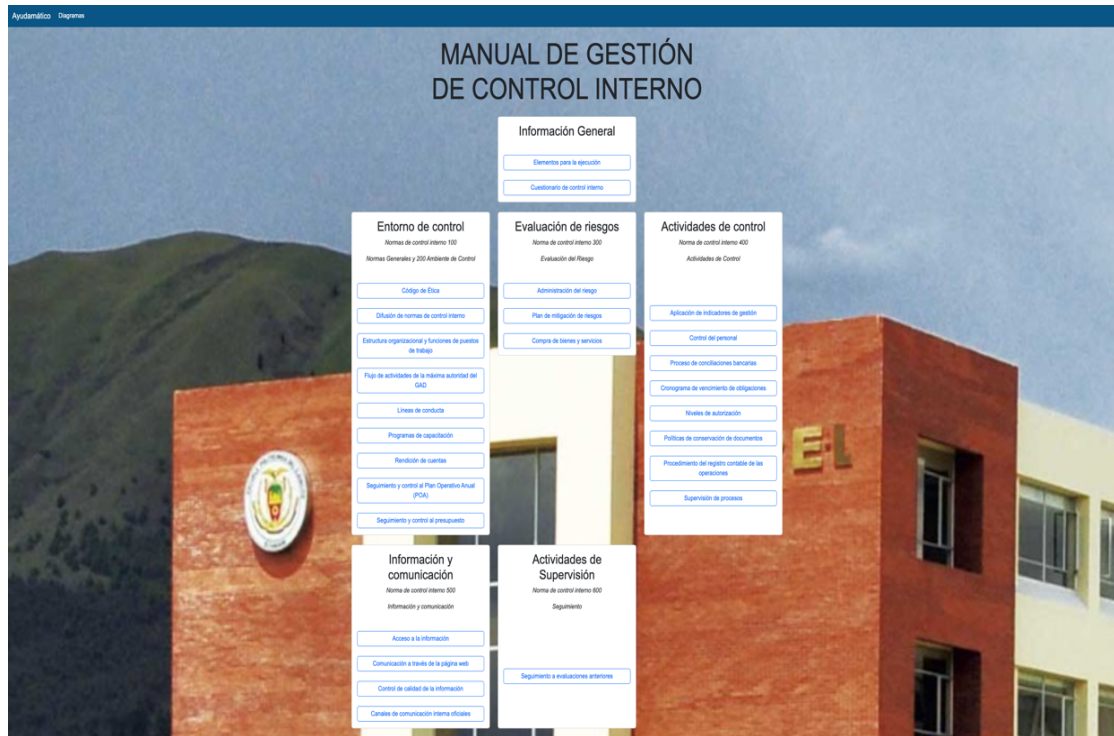 Ayudamático Diagramas
MANUAL DE GESTIÓN
DE CONTROL INTERNO
Información General
Elementos para la ejecución
Cuestionario de control interno
Entorno de control
Normas de control interno 100
Normas Generales y 200 Ambiente de Control
Código de Ética
Difusión de normas de control interno
Estructura organizacional y funciones de puestos
de trabajo
Flujo de actividades de la máxima autoridad del
GAD
Líneas de conducta
Programas de capacitación
Rendición de cuentas
Seguimiento y control al Plan Operativo Anual
(POA)
Seguimiento y control al presupuesto
Evaluación de riesgos
Norma de control interno 300
Evaluación del Riesgo
Administración del riesgo
Plan de mitigación de riesgos
Compra de bienes y servicios
Actividades de control
Norma de control interno 400
Actividades de Control
Aplicación de indicadores de gestión
Control del personal
Proceso de conciliaciones bancarias
Cronograma de vencimiento de obligaciones
Niveles de autorización
Políticas de conservación de documentos
Procedimiento del registro contable de las
operaciones
Supervisión de procesos
Información y
comunicación
Norma de control interno 500
Información y comunicación
Acceso a la información
Comunicación a través de la página web
Control de calidad de la información
Canales de comunicación interna oficiales
Actividades de
Supervisión
Norma de control interno 600
Seguimiento
Seguimiento a evaluaciones anteriores
E·L